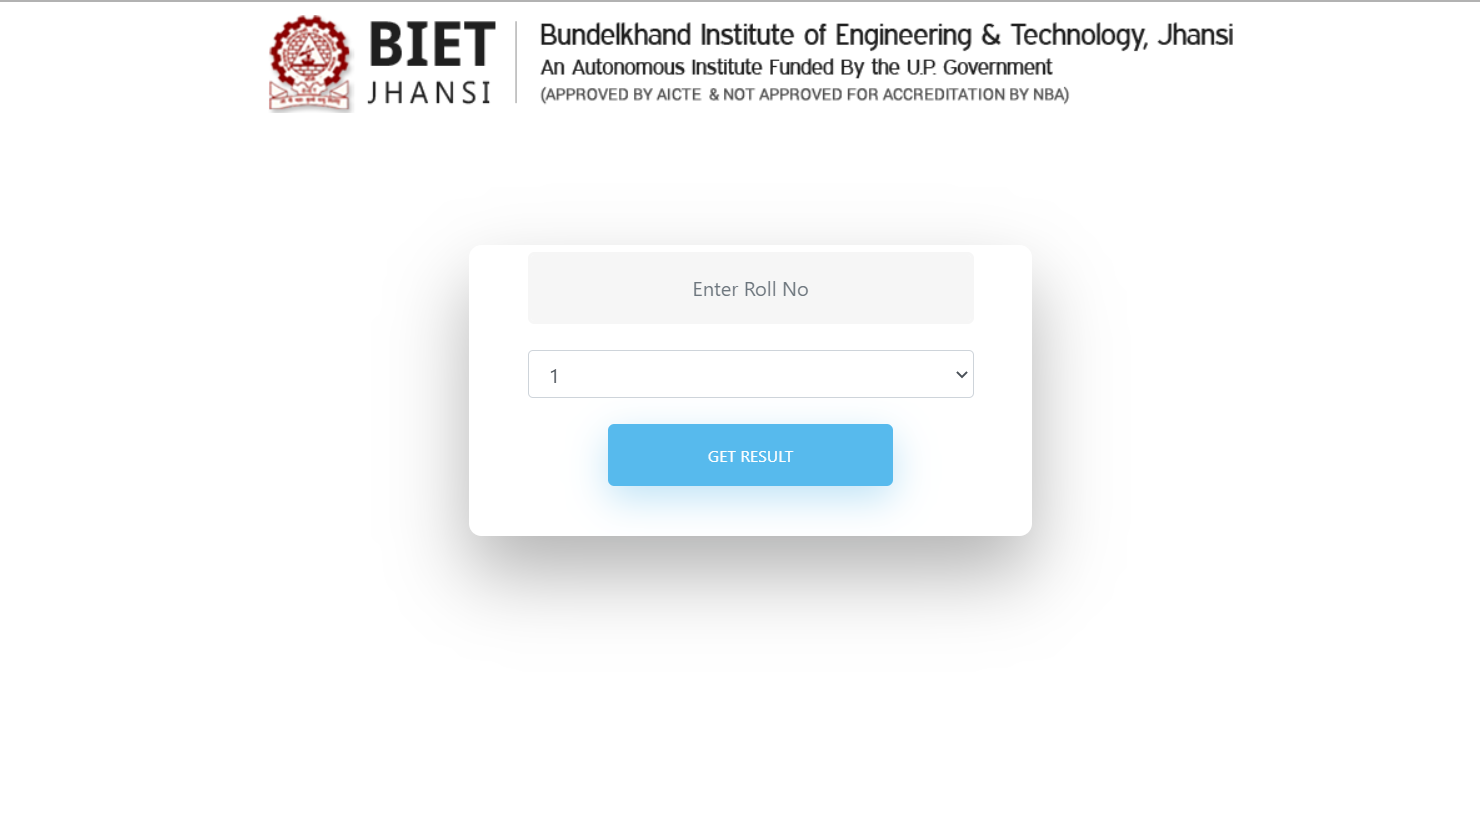 BIET
JHANSI
Bundelkhand Institute of Engineering & Technology, Jhansi
An Autonomous Institute Funded By the U.P. Government
(APPROVED BY AICTE & NOT APPROVED FOR ACCREDITATION BY NBA)
Enter Roll No
1
GET RESULT